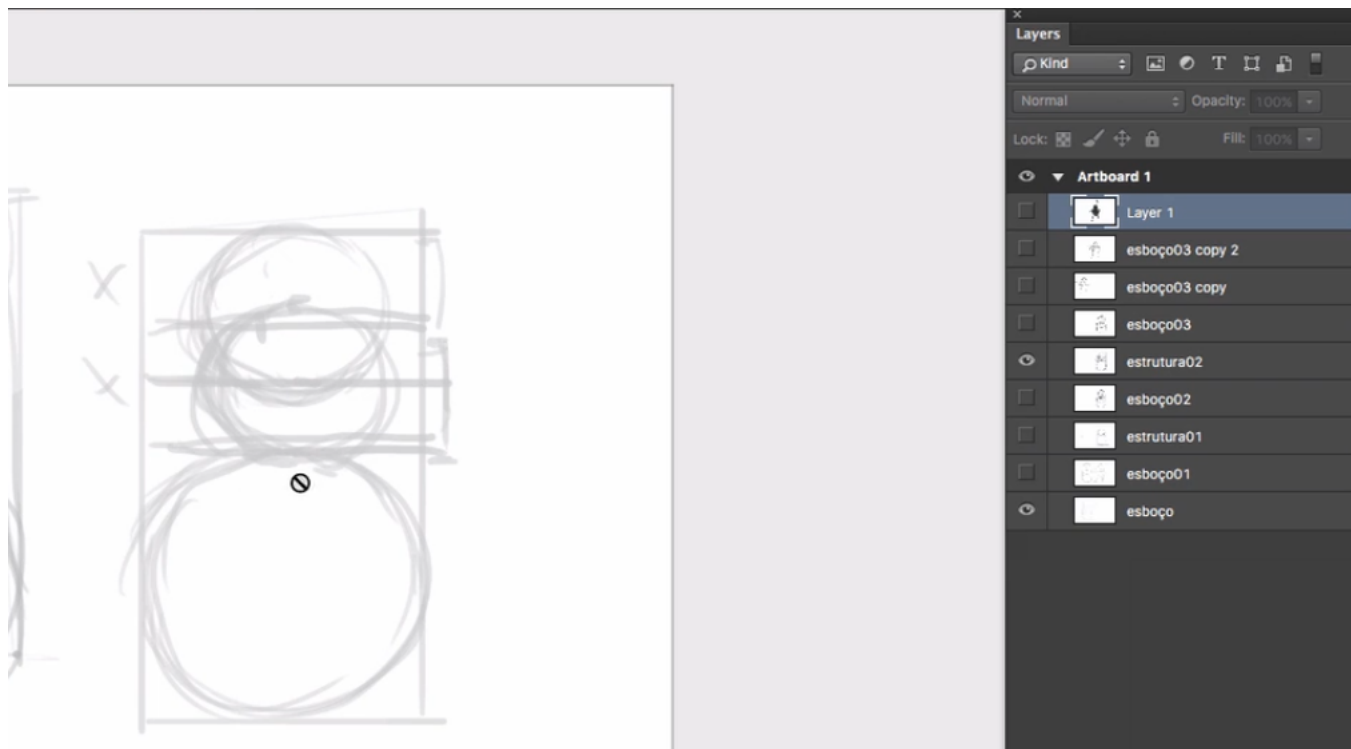 Layers
Kind
Normal Opacity: 100%
Lock: Fill: 100%
Artboard 1
Layer 1
esboço03 copy 2
esboço03 copy
esboço03
estrutura02
esboço02
estrutura01
esboço01
esboço